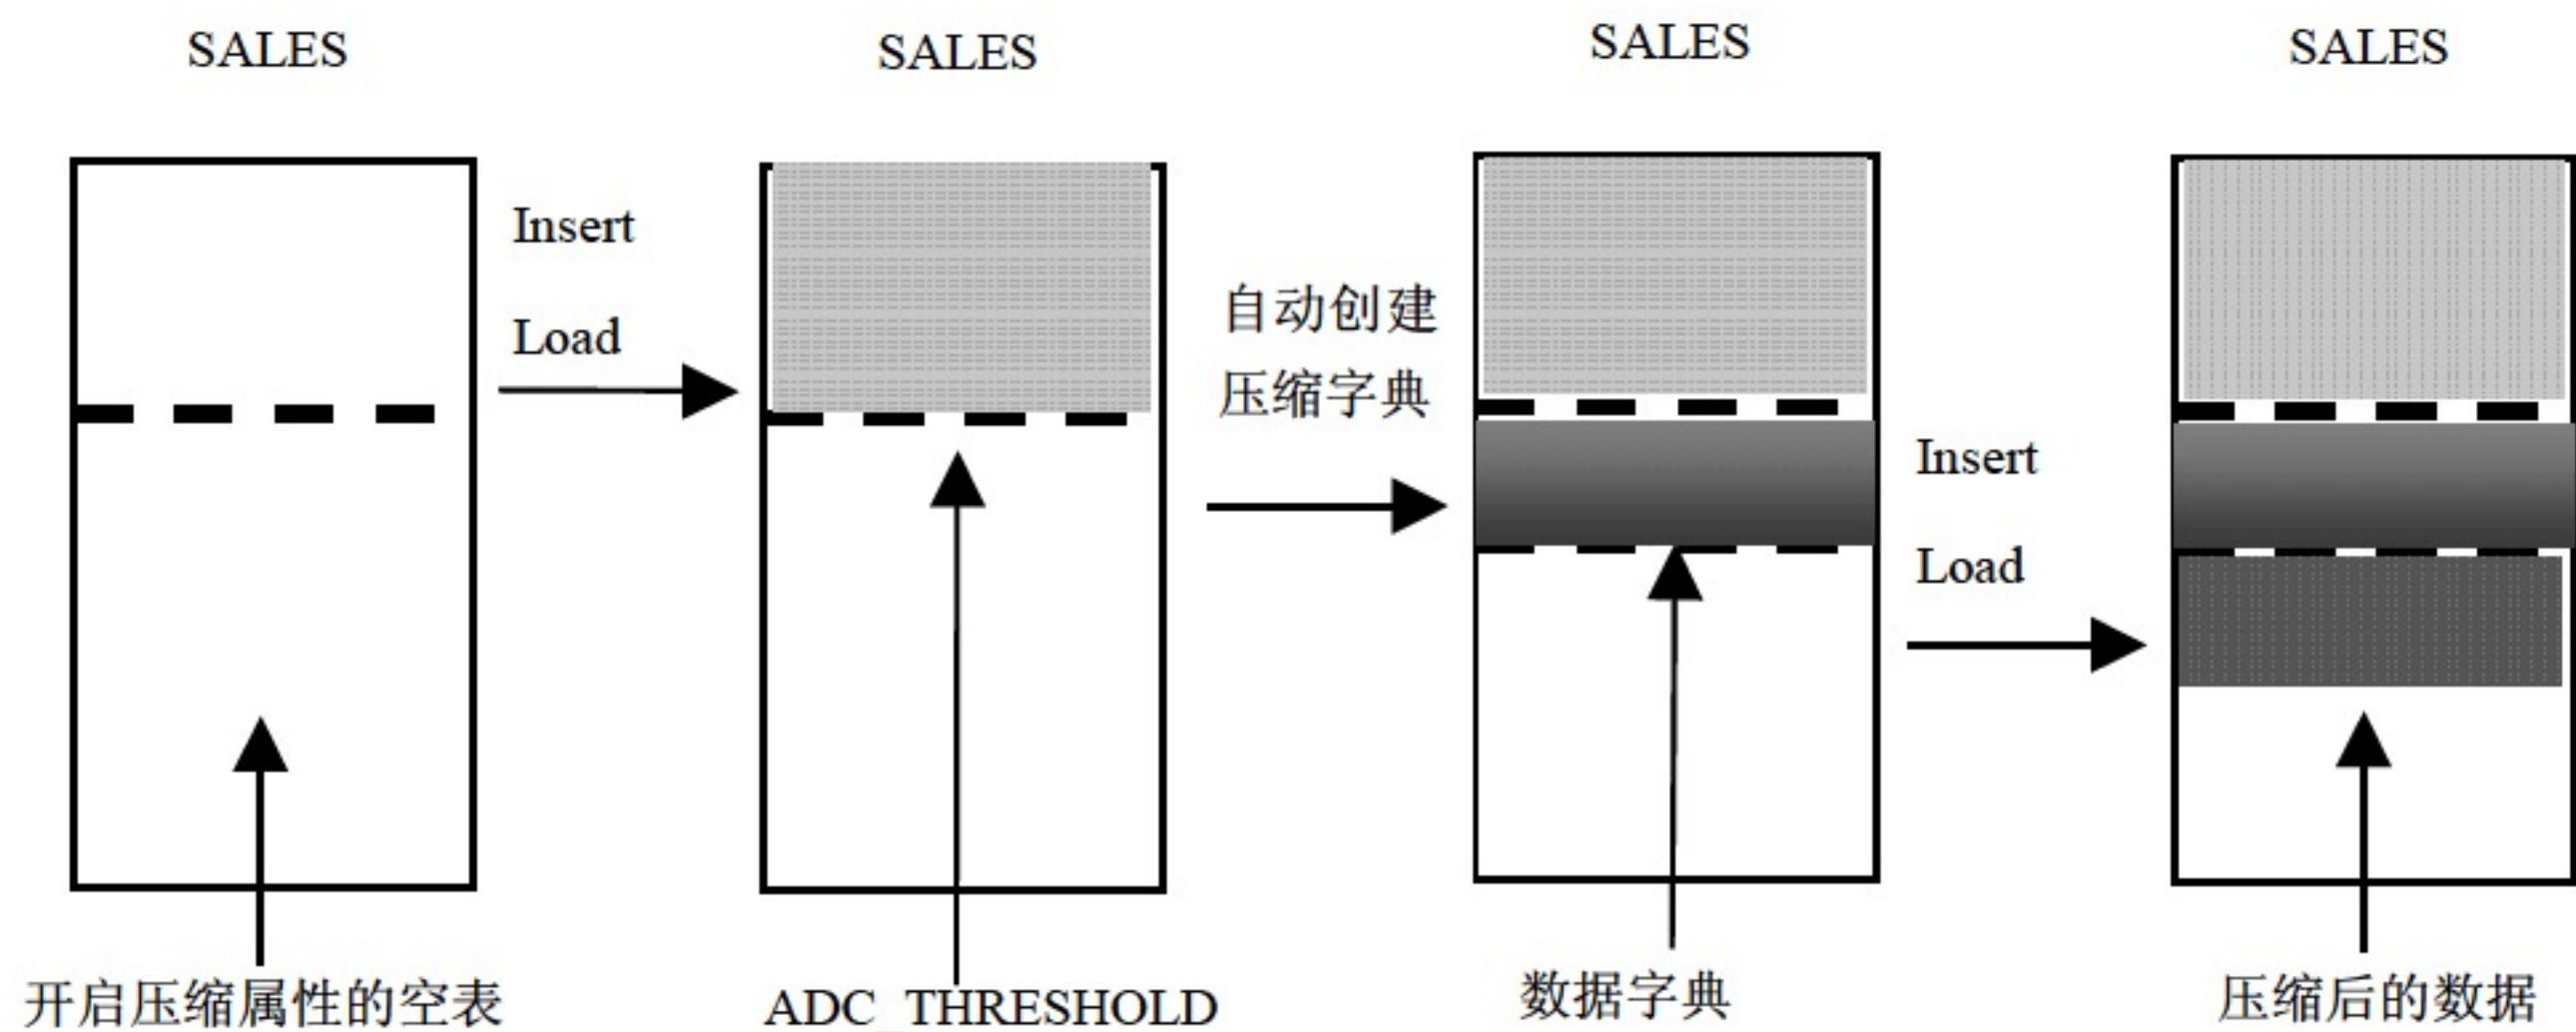 SALES
SALES
SALES
SALES
Insert
Load
自动创建
压缩字典
Insert
Load
开启压缩属性的空表
ADC_THRESHOLD
数据字典
压缩后的数据